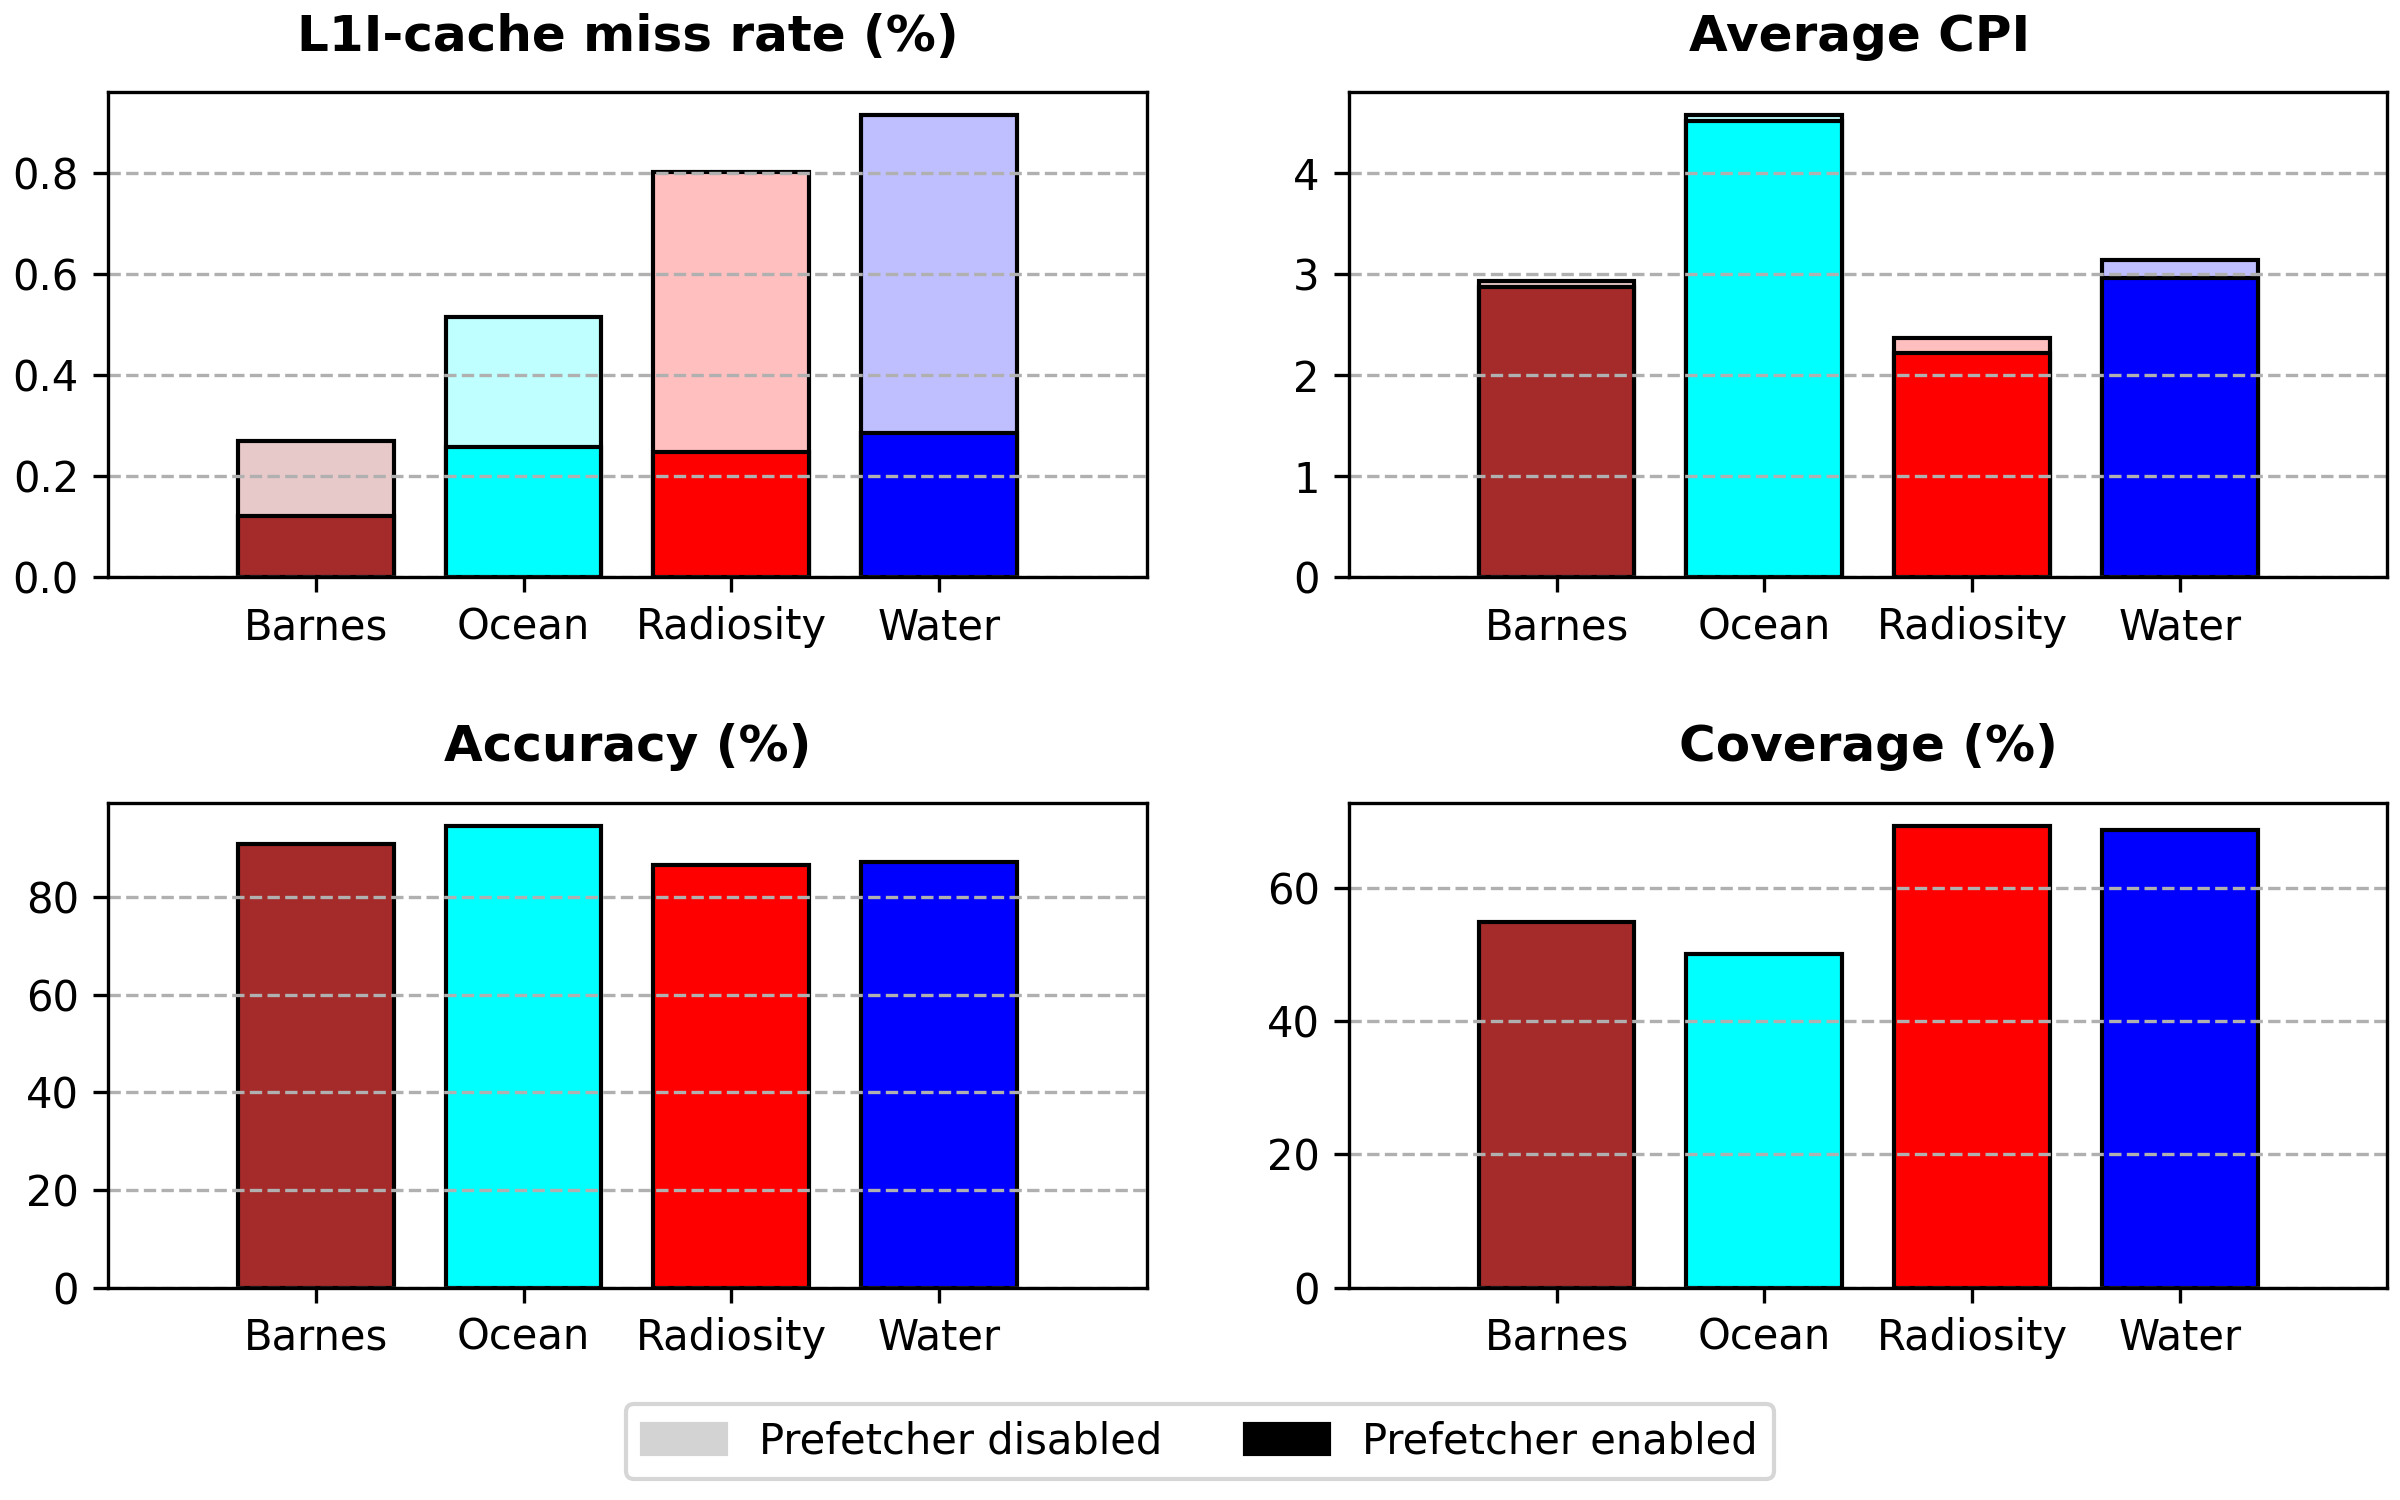 L1I-cache miss rate (%)
0.8
0.6
0.4
0.2
0.0
Barnes Ocean Radiosity Water
Average CPI
4
3
2
1
0
Barnes Ocean Radiosity Water
Accuracy (%)
80
60
40
20
0
Barnes Ocean Radiosity Water
Coverage (%)
60
40
20
0
Barnes Ocean Radiosity Water
Prefetcher disabled Prefetcher enabled